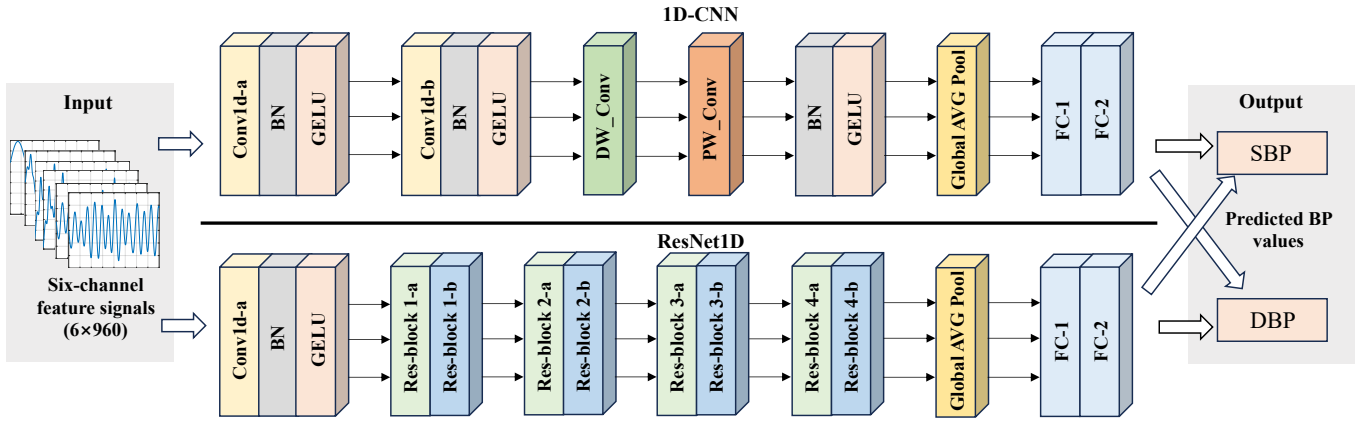 1D-CNN
Input
Six-channel
feature signals
(6×960)
Conv1d-a
BN
GELU
Conv1d-b
BN
GELU
DW_Conv
PW_Conv
BN
GELU
Global AVG Pool
FC-1
FC-2
ResNet1D
Conv1d-a
BN
GELU
Res-block 1-a
Res-block 1-b
Res-block 2-a
Res-block 2-b
Res-block 3-a
Res-block 3-b
Res-block 4-a
Res-block 4-b
Global AVG Pool
FC-1
FC-2
Output
SBP
Predicted BP
values
DBP